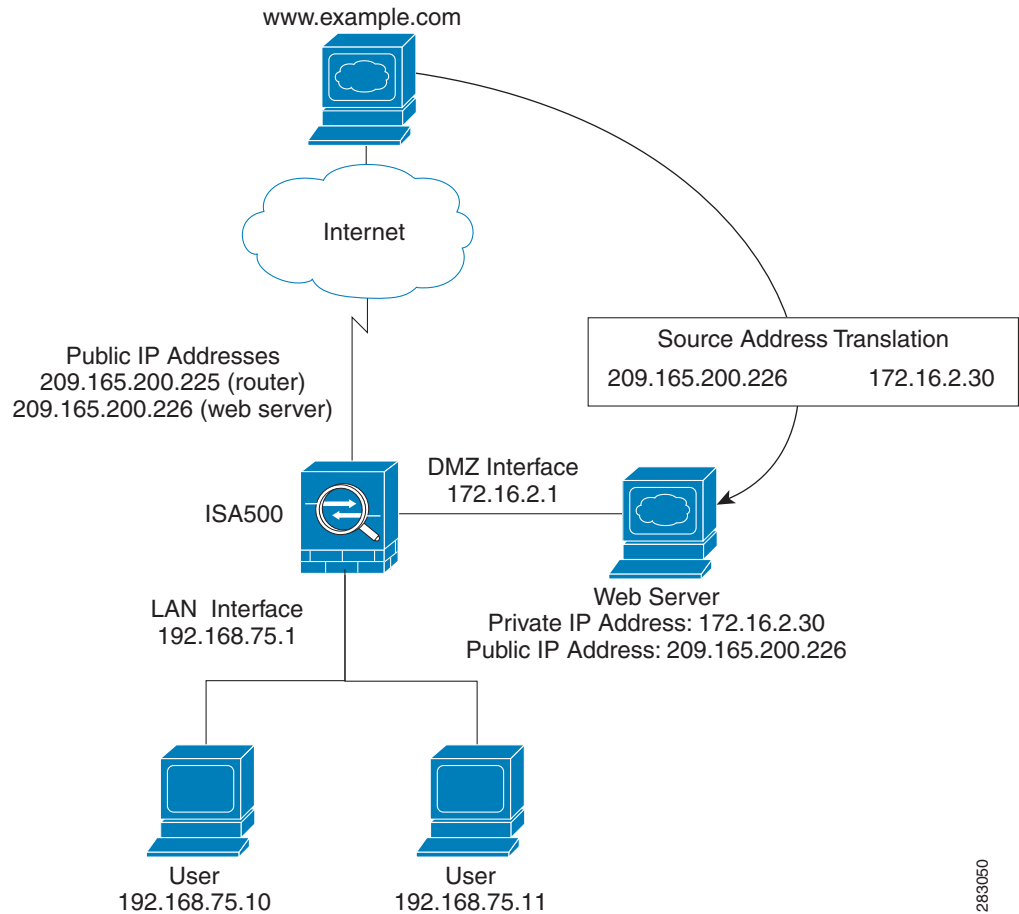 www.example.com
Internet
Public IP Addresses
209.165.200.225 (router)
209.165.200.226 (web server)
Source Address Translation
209.165.200.226 172.16.2.30
DMZ Interface
172.16.2.1
ISA500
Web Server
Private IP Address: 172.16.2.30
Public IP Address: 209.165.200.226
LAN Interface
192.168.75.1
User
192.168.75.10
User
192.168.75.11
283050